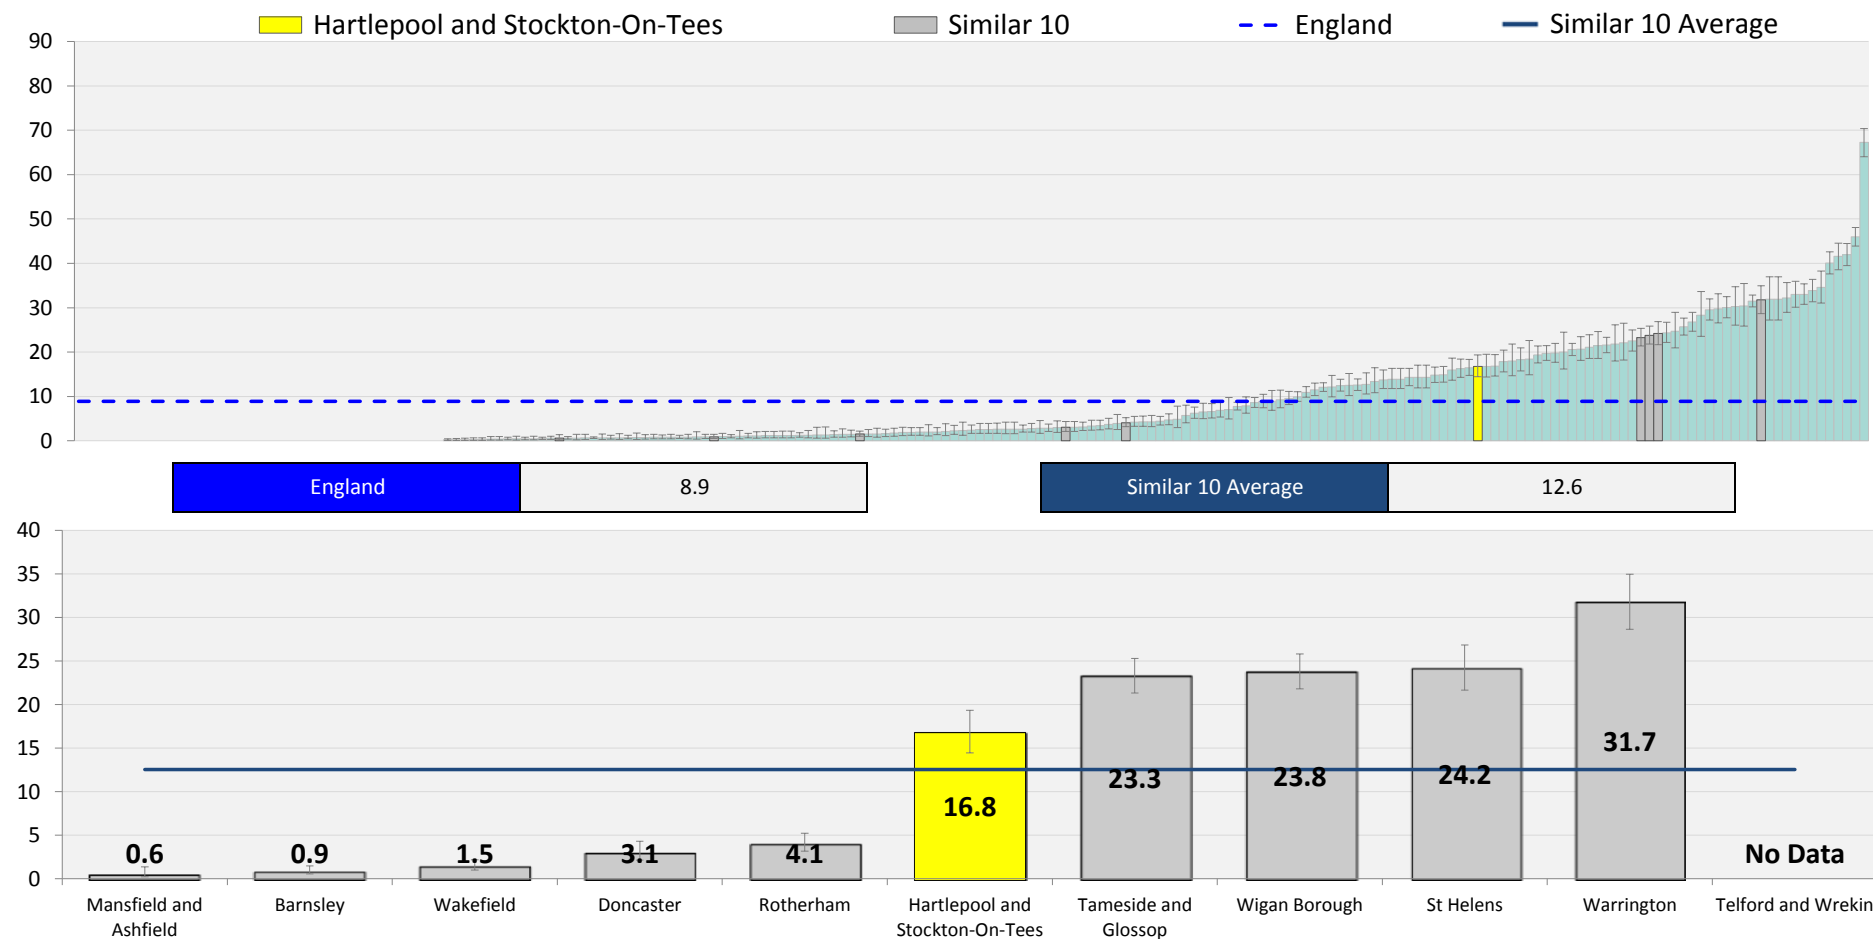 Hartlepool and Stockton-On-Tees Similar 10 England Similar 10 Average
90
80
70
60
50
40
30
20
10
0
England 8.9 Similar 10 Average 12.6
40
35
30
25
20
15
10
5
0
0.6 0.9 1.5 3.1 4.1 16.8 23.3 23.8 24.2 31.7 No Data
Mansfield and Ashfield
Barnsley
Wakefield
Doncaster
Rotherham
Hartlepool and Stockton-On-Tees
Tameside and Glossop
Wigan Borough
St Helens
Warrington
Telford and Wrekin